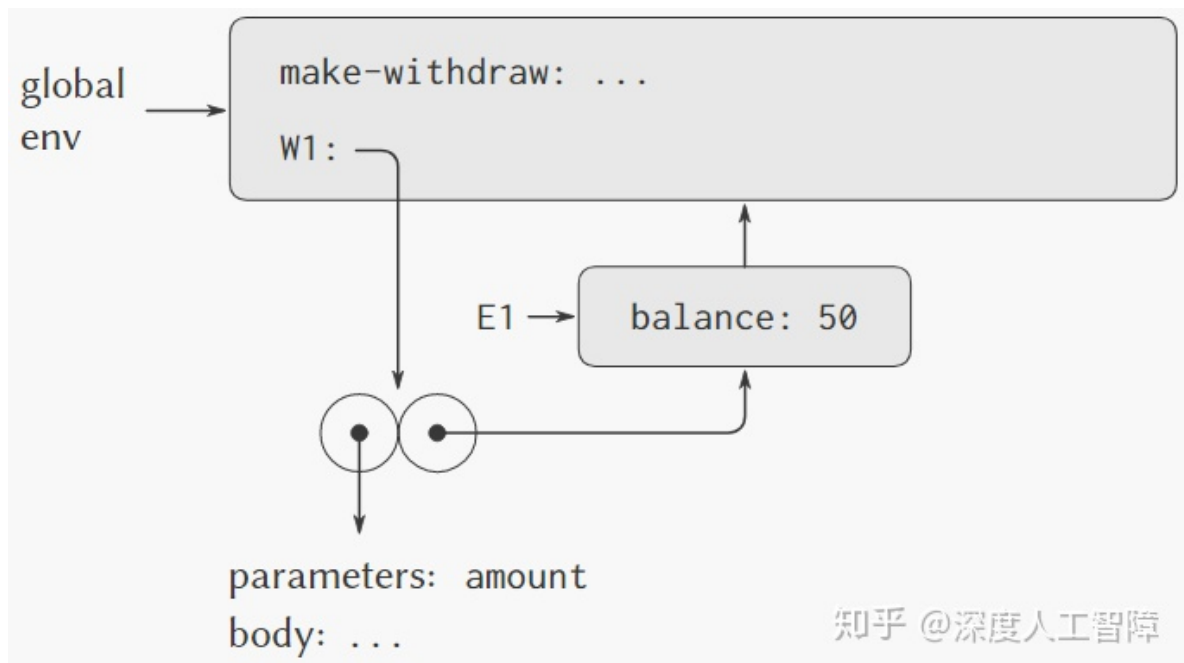 global
env
make-withdraw: ...
W1:
E1
balance: 50
parameters: amount
body: ...
知乎 @深度人工智障